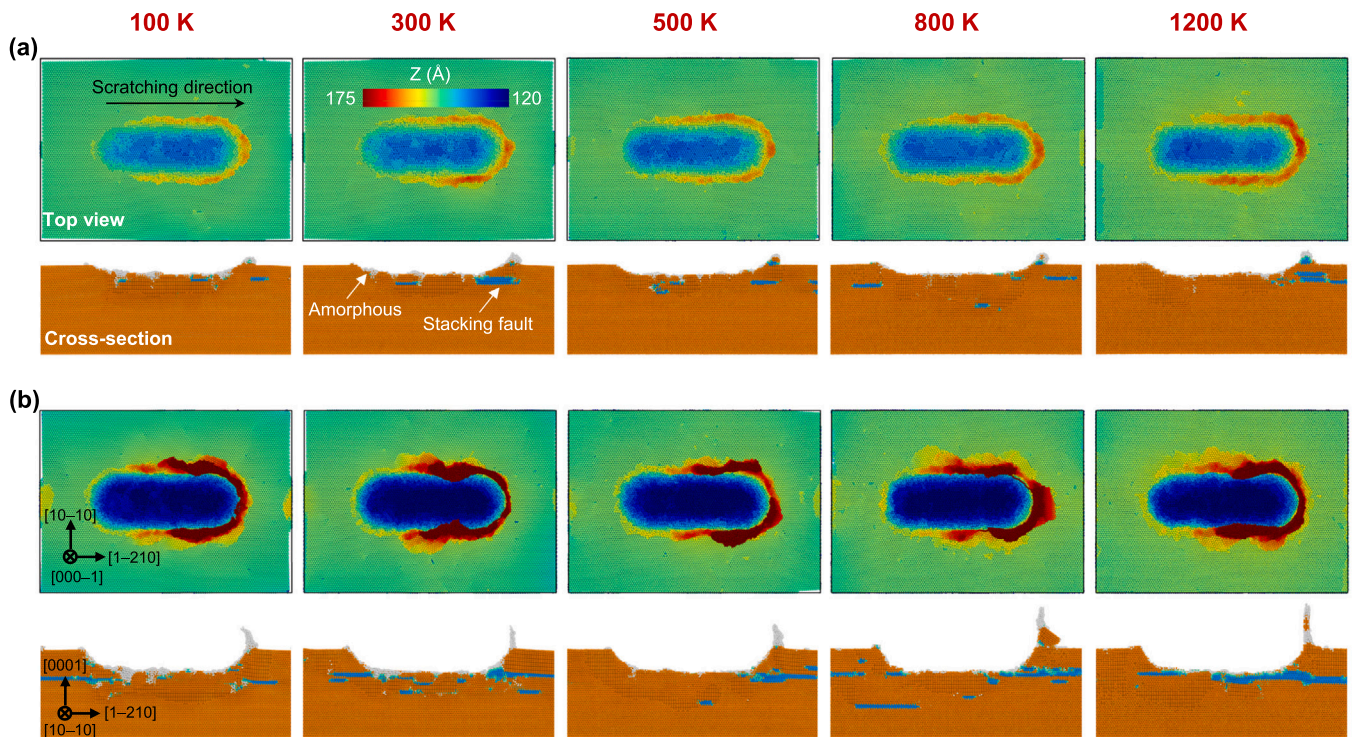 100 K 300 K 500 K 800 K 1200 K
(a)
Scratching direction
Z (Å)
175 120
Top view
Amorphous
Stacking fault
Cross-section
(b)
[10–10]
[1–210]
[000–1]
[0001]
[1–210]
[10–10]